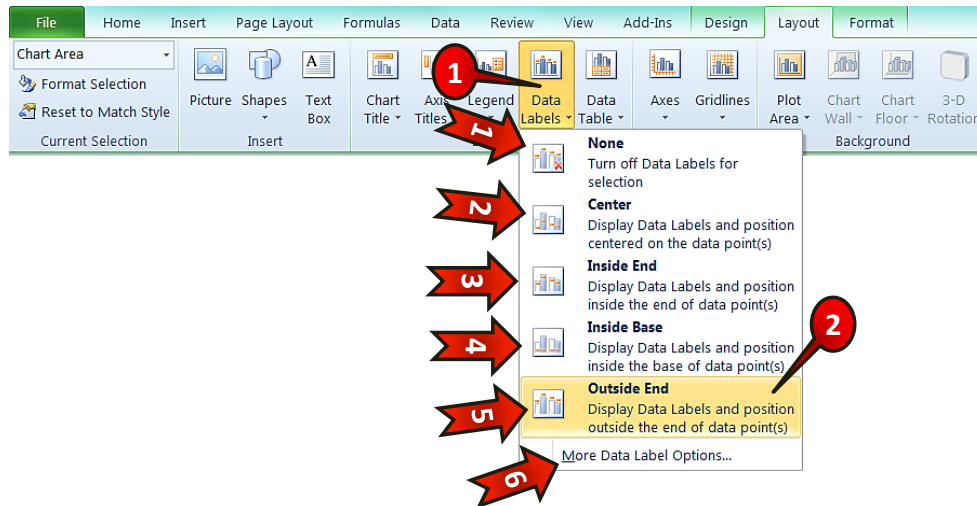 File Home Insert Page Layout Formulas Data Review View Add-Ins Design Layout Format
Chart Area
Format Selection
Reset to Match Style
Current Selection
Picture Shapes Text
Box
Insert
Chart
Title
Axis
Titles
Legend
Data
Labels
Data
Table
Axes
Gridlines
Plot
Area
Chart
Wall
Chart
Floor
3-D
Rotation
Background
1
None
Turn off Data Labels for
selection
1
Center
Display Data Labels and position
centered on the data point(s)
2
Inside End
Display Data Labels and position
inside the end of data point(s)
3
Inside Base
Display Data Labels and position
inside the base of data point(s)
4
2
Outside End
Display Data Labels and position
outside the end of data point(s)
5
More Data Label Options...
6